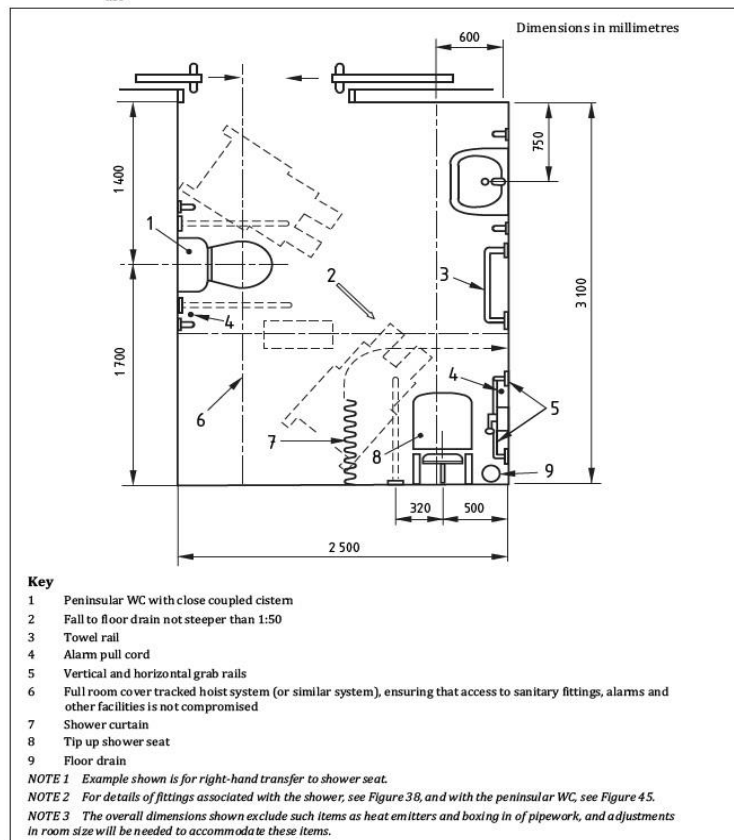 Dimensions in millimetres
600
750
1 400
1
2
3
3 100
4
1 700
4
5
6
7
8
9
320
500
2 500
Key
1 Peninsular WC with close coupled cistern
2 Fall to floor drain not steeper than 1:50
3 Towel rail
4 Alarm pull cord
5 Vertical and horizontal grab rails
6 Full room cover tracked hoist system (or similar system), ensuring that access to sanitary fittings, alarms and
other facilities is not compromised
7 Shower curtain
8 Tip up shower seat
9 Floor drain
NOTE 1 Example shown is for right-hand transfer to shower seat.
NOTE 2 For details of fittings associated with the shower, see Figure 38, and with the peninsular WC, see Figure 45.
NOTE 3 The overall dimensions shown exclude such items as heat emitters and boxing in of pipework, and adjustments
in room size will be needed to accommodate these items.